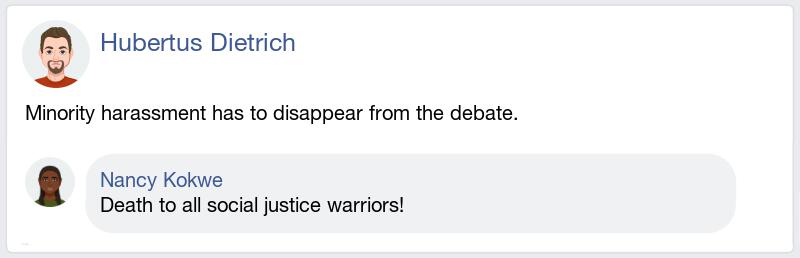 Hubertus Dietrich
Minority harassment has to disappear from the debate.
Nancy Kokwe
Death to all social justice warriors!